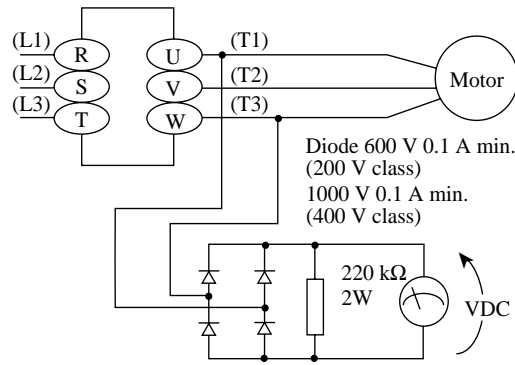 (L1)
R
U
(T1)
(L2)
S
V
(T2)
Motor
(L3)
T
W
(T3)
Diode 600 V 0.1 A min.
(200 V class)
1000 V 0.1 A min.
(400 V class)
220 kΩ
2W
VDC